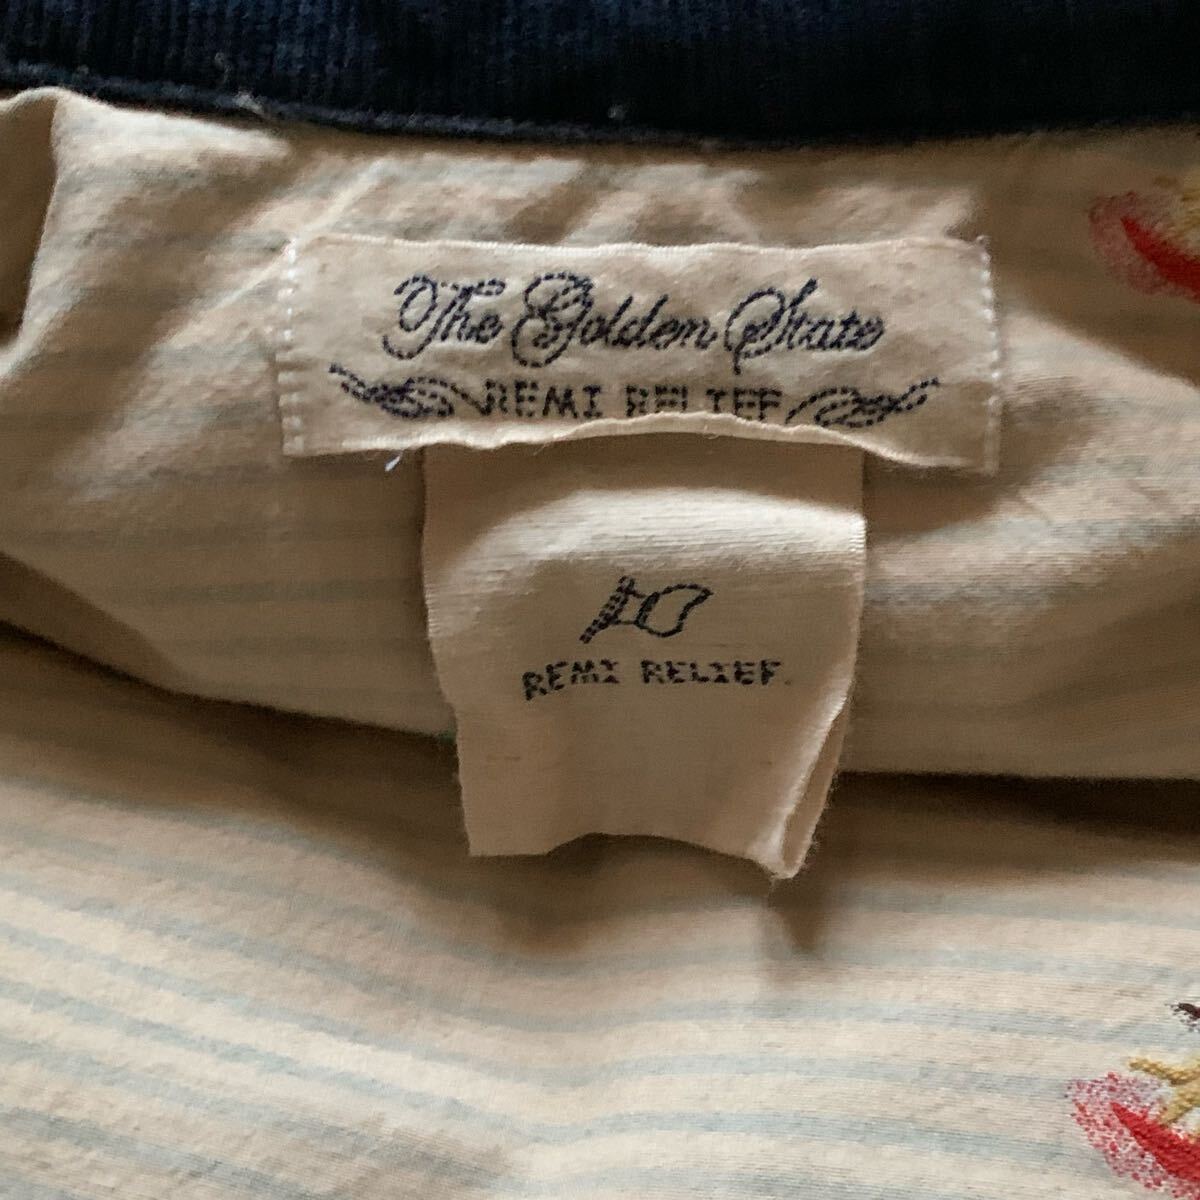 The Golden State
REMI RELIEF
REMI RELIEF.